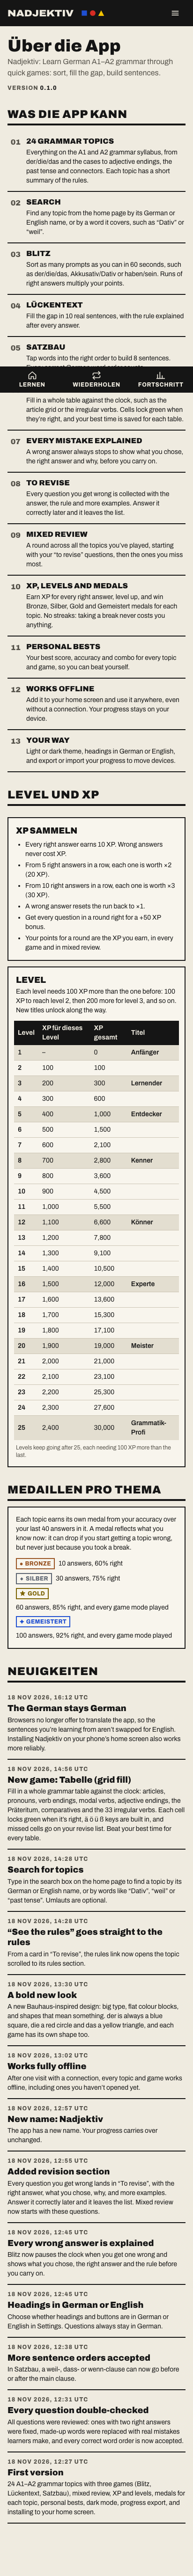 NADJEKTIV
Über die App
Nadjektiv: Learn German A1–A2 grammar through
quick games: sort, fill the gap, build sentences.
VERSION 0.1.0
WAS DIE APP KANN
01 24 GRAMMAR TOPICS
Everything on the A1 and A2 grammar syllabus, from
der/die/das and the cases to adjective endings, the
past tense and connectors. Each topic has a short
summary of the rules.
02 SEARCH
Find any topic from the home page by its German or
English name, or by a word it covers, such as “Dativ” or
“weil”.
03 BLITZ
Sort as many prompts as you can in 60 seconds, such
as der/die/das, Akkusativ/Dativ or haben/sein. Runs of
right answers multiply your points.
04 LÜCKENTEXT
Fill the gap in 10 real sentences, with the rule explained
after every answer.
05 SATZBAU
Tap words into the right order to build 8 sentences.
LERNEN WIEDERHOLEN FORTSCHRITT
Fill in a whole table against the clock, such as the
article grid or the irregular verbs. Cells lock green when
they're right, and your best time is saved for each table.
07 EVERY MISTAKE EXPLAINED
A wrong answer always stops to show what you chose,
the right answer and why, before you carry on.
08 TO REVISE
Every question you get wrong is collected with the
answer, the rule and more examples. Answer it
correctly later and it leaves the list.
09 MIXED REVIEW
A round across all the topics you've played, starting
with your “to revise” questions, then the ones you miss
most.
10 XP, LEVELS AND MEDALS
Earn XP for every right answer, level up, and win
Bronze, Silber, Gold and Gemeistert medals for each
topic. No streaks: taking a break never costs you
anything.
11 PERSONAL BESTS
Your best score, accuracy and combo for every topic
and game, so you can beat yourself.
12 WORKS OFFLINE
Add it to your home screen and use it anywhere, even
without a connection. Your progress stays on your
device.
13 YOUR WAY
Light or dark theme, headings in German or English,
and export or import your progress to move devices.
LEVEL UND XP
XP SAMMELN
• Every right answer earns 10 XP. Wrong answers
never cost XP.
• From 5 right answers in a row, each one is worth ×2
(20 XP).
• From 10 right answers in a row, each one is worth ×3
(30 XP).
• A wrong answer resets the run back to ×1.
• Get every question in a round right for a +50 XP
bonus.
• Your points for a round are the XP you earn, in every
game and in mixed review.
LEVEL
Each level needs 100 XP more than the one before: 100
XP to reach level 2, then 200 more for level 3, and so on.
New titles unlock along the way.
Level XP für dieses Level XP gesamt Titel
1 – 0 Anfänger
2 100 100
3 200 300 Lernender
4 300 600
5 400 1,000 Entdecker
6 500 1,500
7 600 2,100
8 700 2,800 Kenner
9 800 3,600
10 900 4,500
11 1,000 5,500
12 1,100 6,600 Könner
13 1,200 7,800
14 1,300 9,100
15 1,400 10,500
16 1,500 12,000 Experte
17 1,600 13,600
18 1,700 15,300
19 1,800 17,100
20 1,900 19,000 Meister
21 2,000 21,000
22 2,100 23,100
23 2,200 25,300
24 2,300 27,600
25 2,400 30,000 Grammatik-Profi
Levels keep going after 25, each needing 100 XP more than the
last.
MEDAILLEN PRO THEMA
Each topic earns its own medal from your accuracy over
your last 40 answers in it. A medal reflects what you
know now: it can drop if you start getting a topic wrong,
but never just because you took a break.
BRONZE 10 answers, 60% right
SILBER 30 answers, 75% right
GOLD
60 answers, 85% right, and every game mode played
GEMEISTERT
100 answers, 92% right, and every game mode played
NEUIGKEITEN
18 NOV 2026, 16:12 UTC
The German stays German
Browsers no longer offer to translate the app, so the
sentences you're learning from aren't swapped for English.
Installing Nadjektiv on your phone's home screen also works
more reliably.
18 NOV 2026, 14:56 UTC
New game: Tabelle (grid fill)
Fill in a whole grammar table against the clock: articles,
pronouns, verb endings, modal verbs, adjective endings, the
Präteritum, comparatives and the 33 irregular verbs. Each cell
locks green when it's right, ä ö ü ß keys are built in, and
missed cells go on your revise list. Beat your best time for
every table.
18 NOV 2026, 14:28 UTC
Search for topics
Type in the search box on the home page to find a topic by its
German or English name, or by words like “Dativ”, “weil” or
“past tense”. Umlauts are optional.
18 NOV 2026, 14:28 UTC
“See the rules” goes straight to the
rules
From a card in “To revise”, the rules link now opens the topic
scrolled to its rules section.
18 NOV 2026, 13:30 UTC
A bold new look
A new Bauhaus-inspired design: big type, flat colour blocks,
and shapes that mean something. der is always a blue
square, die a red circle and das a yellow triangle, and each
game has its own shape too.
18 NOV 2026, 13:02 UTC
Works fully offline
After one visit with a connection, every topic and game works
offline, including ones you haven't opened yet.
18 NOV 2026, 12:57 UTC
New name: Nadjektiv
The app has a new name. Your progress carries over
unchanged.
18 NOV 2026, 12:55 UTC
Added revision section
Every question you get wrong lands in “To revise”, with the
right answer, what you chose, why, and more examples.
Answer it correctly later and it leaves the list. Mixed review
now starts with these questions.
18 NOV 2026, 12:45 UTC
Every wrong answer is explained
Blitz now pauses the clock when you get one wrong and
shows what you chose, the right answer and the rule before
you carry on.
18 NOV 2026, 12:45 UTC
Headings in German or English
Choose whether headings and buttons are in German or
English in Settings. Questions always stay in German.
18 NOV 2026, 12:38 UTC
More sentence orders accepted
In Satzbau, a weil-, dass- or wenn-clause can now go before
or after the main clause.
18 NOV 2026, 12:31 UTC
Every question double-checked
All questions were reviewed: ones with two right answers
were fixed, made-up words were replaced with real mistakes
learners make, and every correct word order is now accepted.
18 NOV 2026, 12:27 UTC
First version
24 A1–A2 grammar topics with three games (Blitz,
Lückentext, Satzbau), mixed review, XP and levels, medals for
each topic, personal bests, dark mode, progress export, and
installing to your home screen.